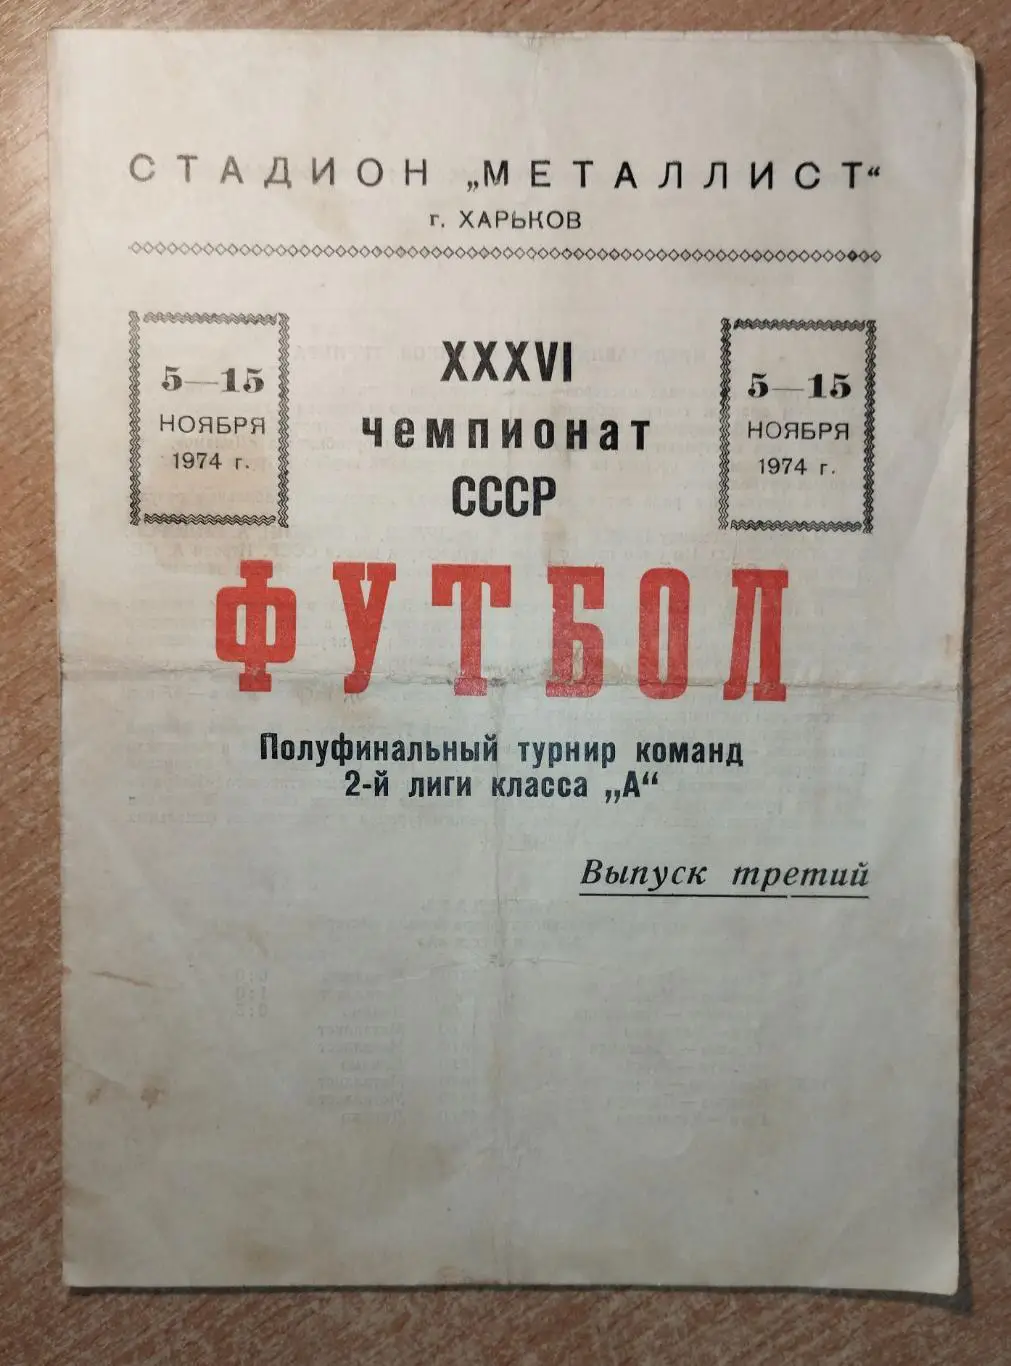 СТАДИОН „МЕТАЛЛИСТ“
г. ХАРЬКОВ
5—15
НОЯБРЯ
1974 г.
XXXVI
чемпионат
СССР
5—15
НОЯБРЯ
1974 г.
ФУТБОЛ
Полуфинальный турнир команд
2-й лиги класса „А“
Выпуск третий